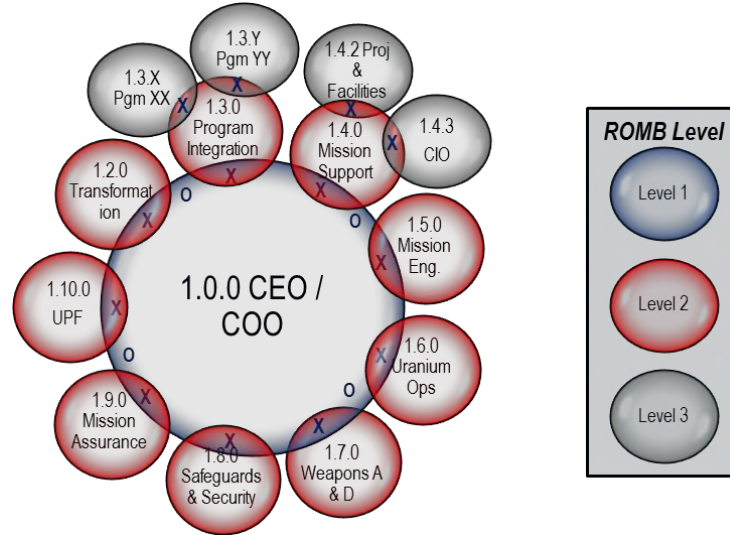 1.3.Y
Pgm YY
1.4.2 Proj
&
Facilities
1.3.X
Pgm XX
X
X
X
1.3.0
Program
Integration
X
1.4.0
Mission
Support
X
X
1.4.3
CIO
1.2.0
Transformat
ion
X
O
O
1.5.0
Mission
Eng.
X
1.10.0
UPF
X
1.0.0 CEO /
COO
1.6.0
Uranium
Ops
X
O
O
1.9.0
Mission
Assurance
X
1.8.0
Safeguards
& Security
X
1.7.0
Weapons A
& D
X
ROMB Level
Level 1
Level 2
Level 3